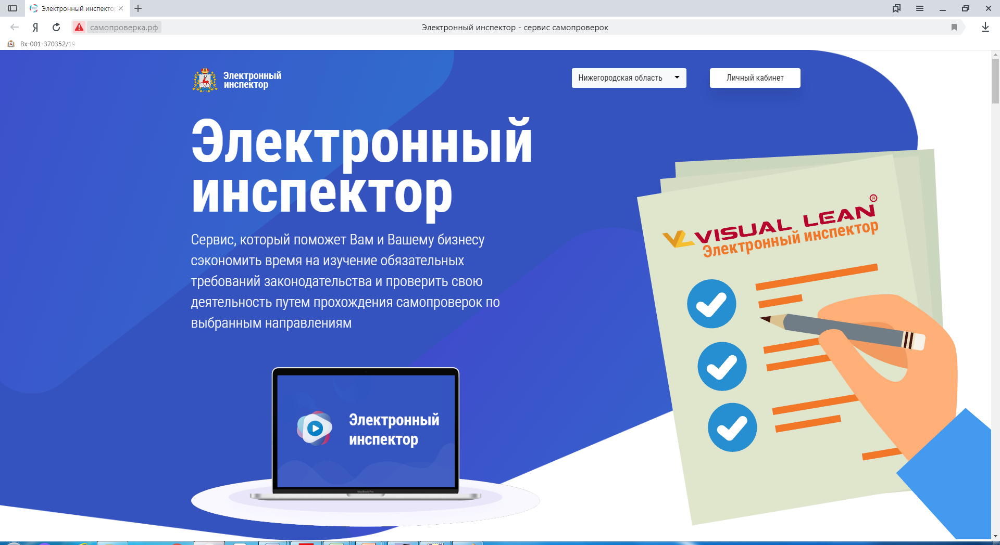 Электронный инспекто
самопроверка.рф
Электронный инспектор - сервис самопроверок
Вх-001-370352/19
Электронный
инспектор
Нижегородская область
Личный кабинет
Электронный
инспектор
Сервис, который поможет Вам и Вашему бизнесу
сэкономить время на изучение обязательных
требований законодательства и проверить свою
деятельность путем прохождения самопроверок по
выбранным направлениям
VISUAL LEAN ®
Электронный инспектор
Электронный
инспектор
MacBook Pro